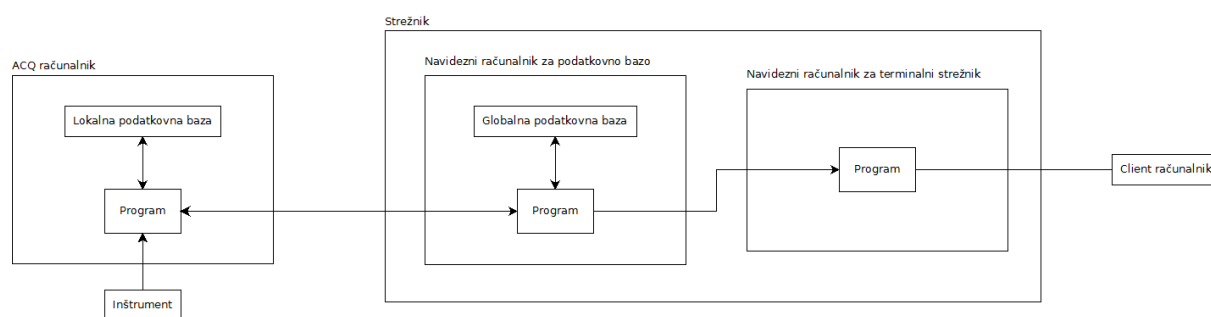 Strežnik
ACQ računalnik
Navidezni računalnik za podatkovno bazo
Navidezni računalnik za terminalni strežnik
Lokalna podatkovna baza
Globalna podatkovna baza
Program
Program
Program
Client računalnik
Inštrument